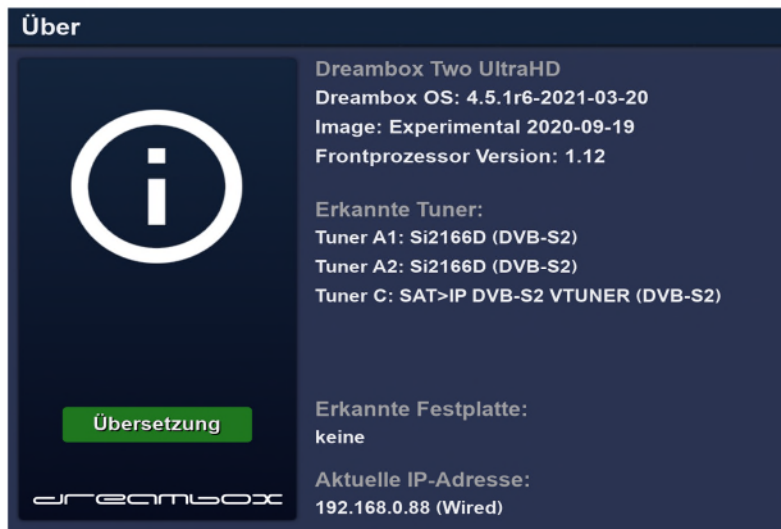 Über
Dreambox Two UltraHD
Dreambox OS: 4.5.1r6-2021-03-20
Image: Experimental 2020-09-19
Frontprozessor Version: 1.12
Erkannte Tuner:
Tuner A1: Si2166D (DVB-S2)
Tuner A2: Si2166D (DVB-S2)
Tuner C: SAT>IP DVB-S2 VTUNER (DVB-S2)
Übersetzung
Erkannte Festplatte:
keine
Aktuelle IP-Adresse:
192.168.0.88 (Wired)
dreambox